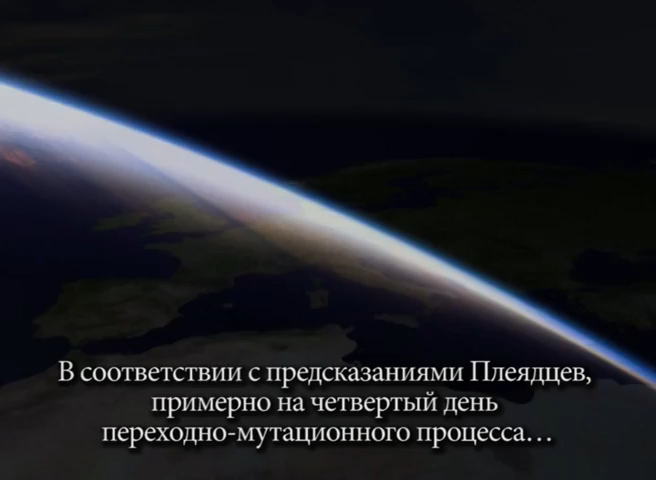 В соответствии с предсказаниями Плеядцев,
примерно на четвертый день
переходно-мутационного процесса…